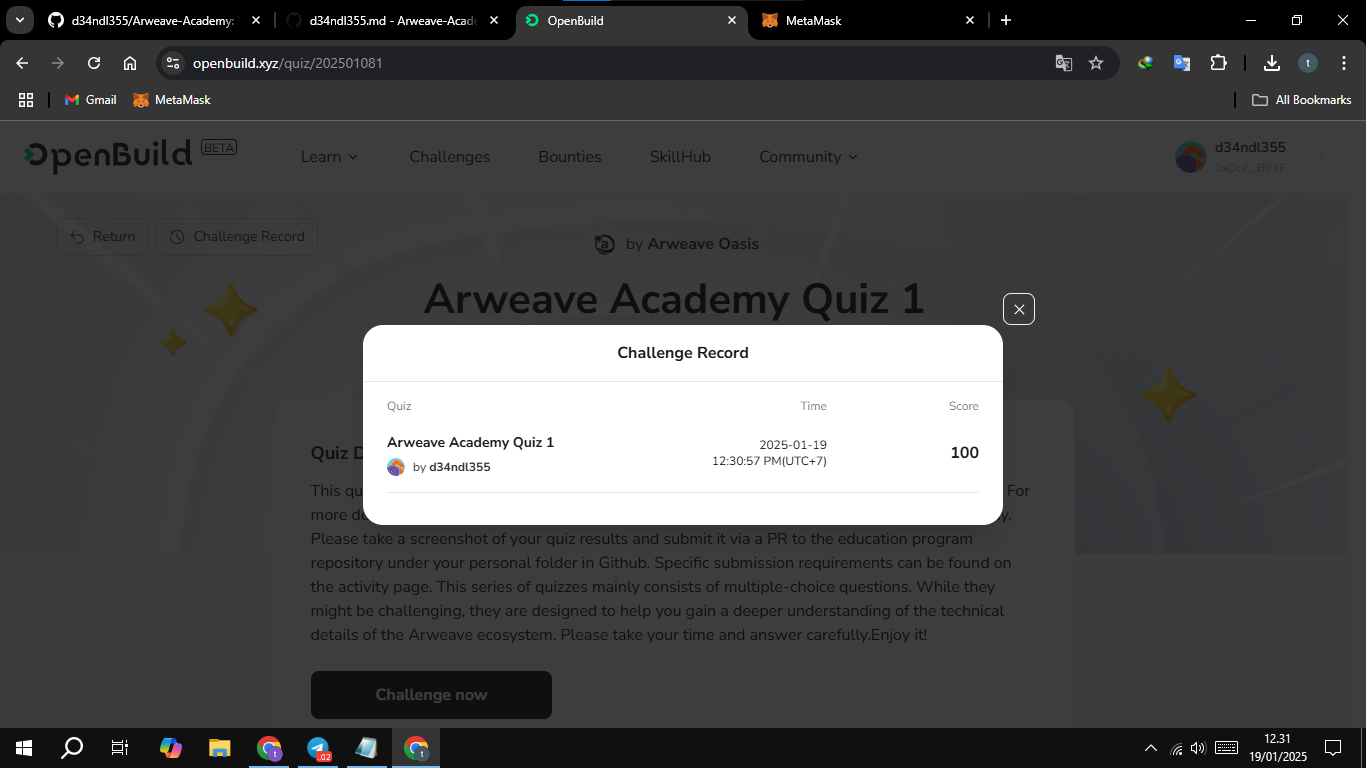 d34ndl355/Arweave-Academy:
d34ndl355.md - Arweave-Acade
OpenBuild
MetaMask
openbuild.xyz/quiz/202501081
t
Gmail
MetaMask
All Bookmarks
OpenBuild
BETA
Learn
Challenges
Bounties
SkillHub
Community
d34ndl355
0x0c7...B94F
Return
Challenge Record
a
by Arweave Oasis
Arweave Academy Quiz 1
Challenge Record
Quiz
Time
Score
Arweave Academy Quiz 1
by d34ndl355
2025-01-19
12:30:57 PM(UTC+7)
100
Quiz D
This qu
For
more de
y.
Please take a screenshot of your quiz results and submit it via a PR to the education program
repository under your personal folder in Github. Specific submission requirements can be found on
the activity page. This series of quizzes mainly consists of multiple-choice questions. While they
might be challenging, they are designed to help you gain a deeper understanding of the technical
details of the Arweave ecosystem. Please take your time and answer carefully.Enjoy it!
Challenge now
t
02
t
12.31
19/01/2025